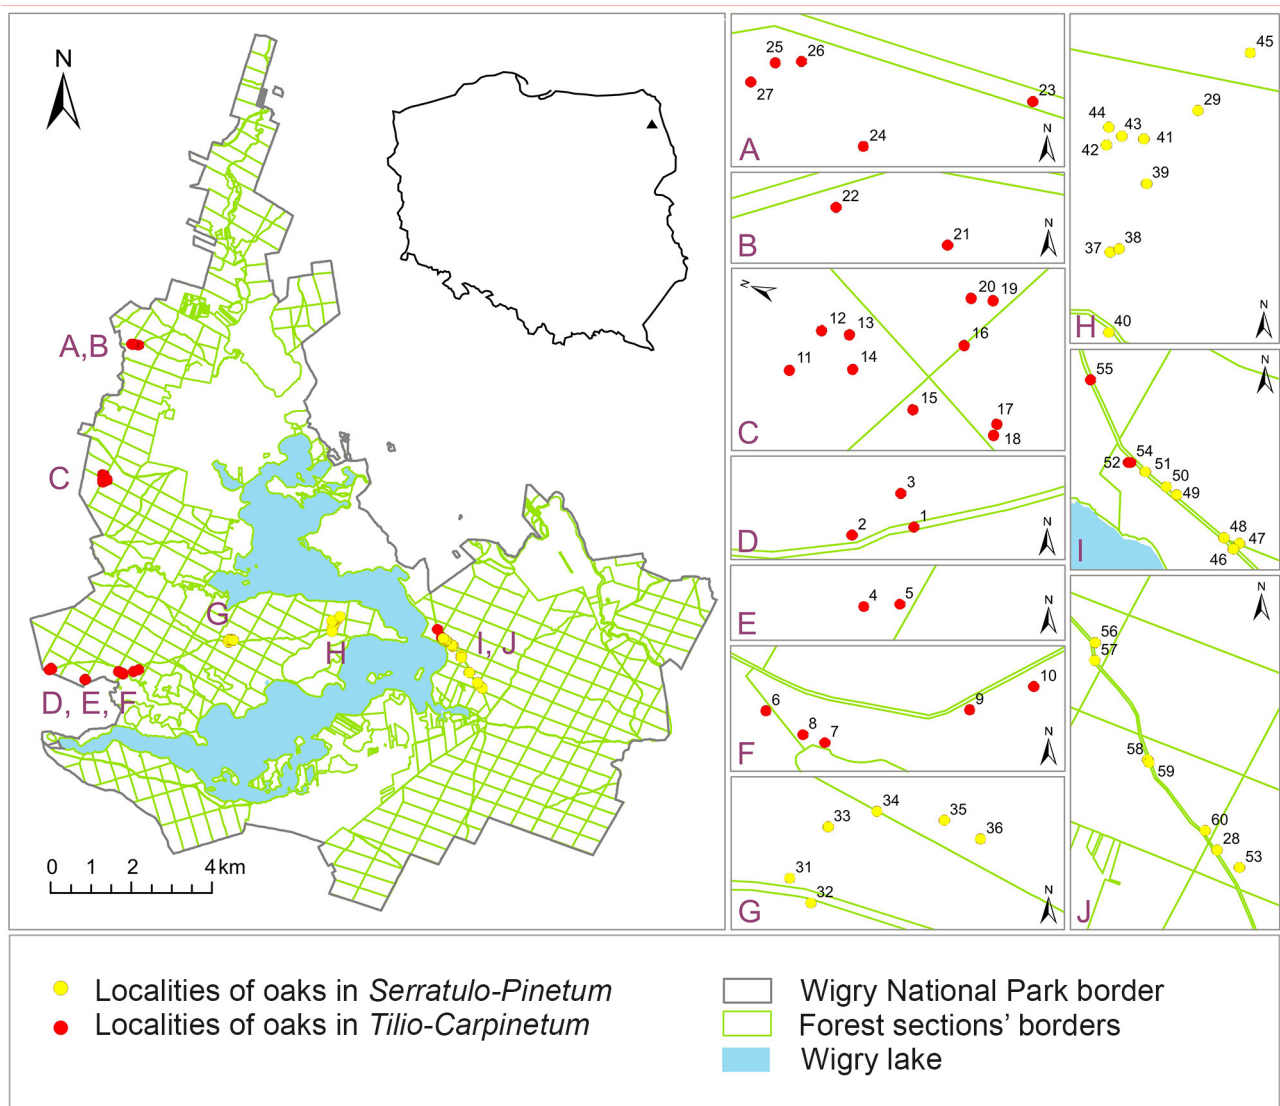 N
A,B
C
G
H
I, J
D, E, F
0 1 2 4 km
25 26
27
23
24
A
N
22
21
B
N
N
20 19
12 13
16
11 14
15
17
18
C
3
2 1
D
N
4 5
E
N
10
6
9
8 7
F
N
34
33
35
36
31
32
G
N
45
29
44 43
41
42
39
37 38
40
H
N
55
N
54
52 51
50
49
48
47
46
I
N
56
57
58
59
60
28
53
J
Localities of oaks in Serratulo-Pinetum
Localities of oaks in Tilio-Carpinetum
Wigry National Park border
Forest sections’ borders
Wigry lake